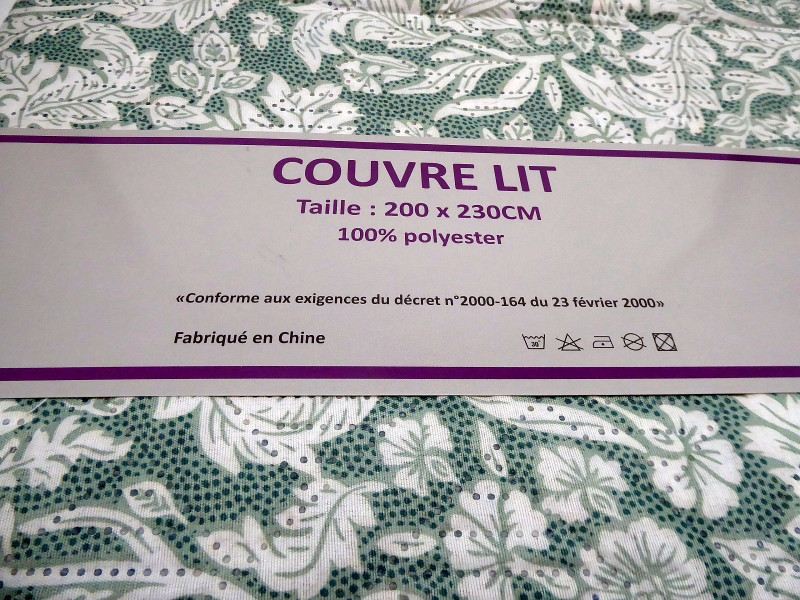 COUVRE LIT
Taille : 200 x 230CM
100% polyester
«Conforme aux exigences du décret n°2000-164 du 23 février 2000»
Fabriqué en Chine
30°